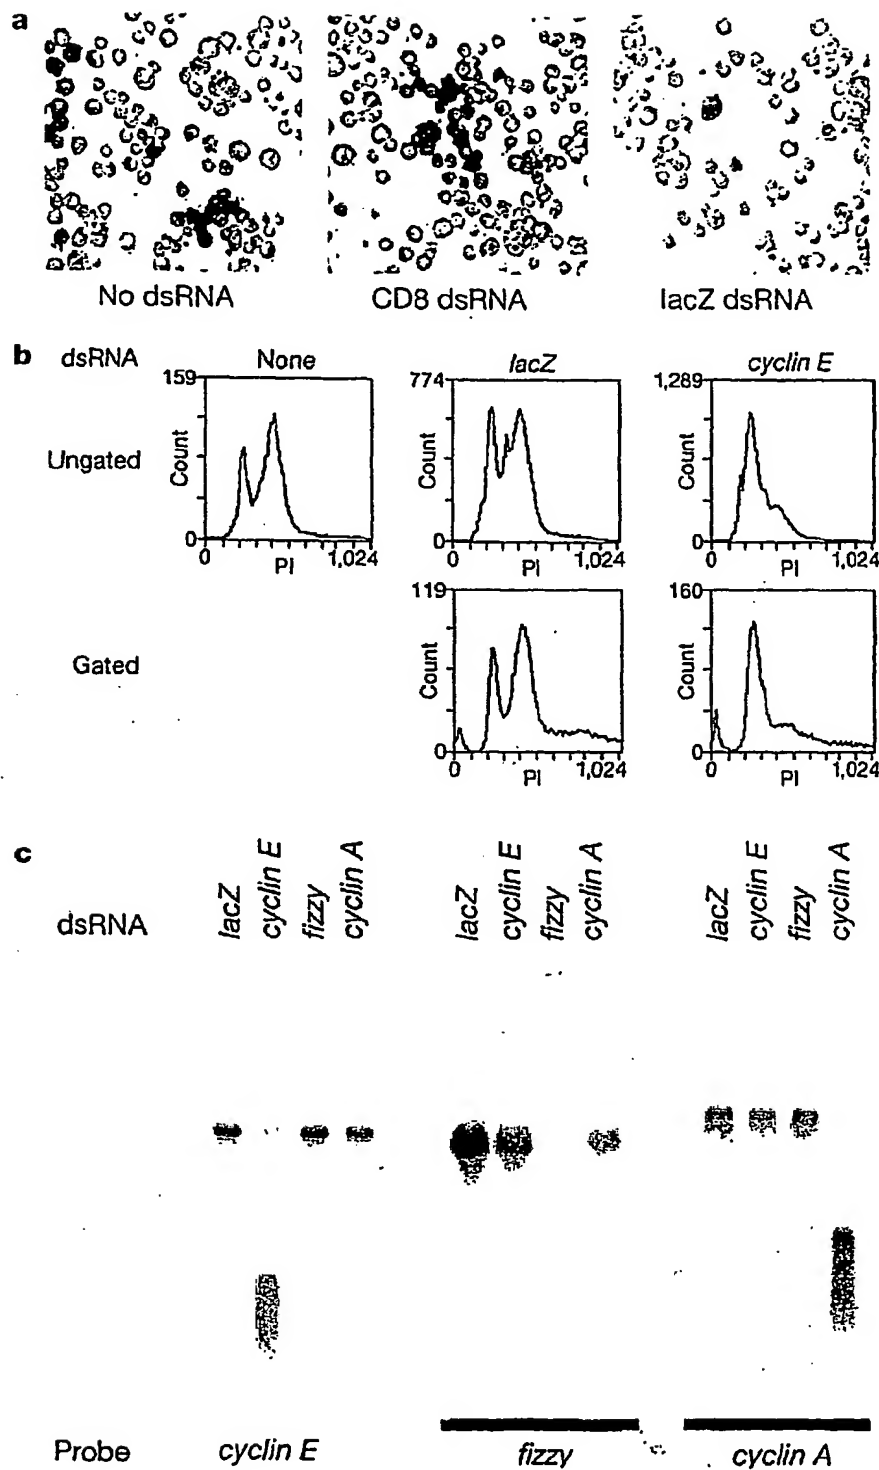 a
No dsRNA CD8 dsRNA lacZ dsRNA
b dsRNA None lacZ cyclin E
159 774 1,289
Ungated Count Count Count
0 0 0
0 PI 1,024 0 PI 1,024 0 PI 1,024
119 160
Gated Count Count
0 0
0 PI 1,024 0 PI 1,024
c
dsRNA lacZ cyclin E fizzy cyclin A lacZ cyclin E fizzy cyclin A lacZ cyclin E fizzy cyclin A
Probe cyclin E fizzy cyclin A